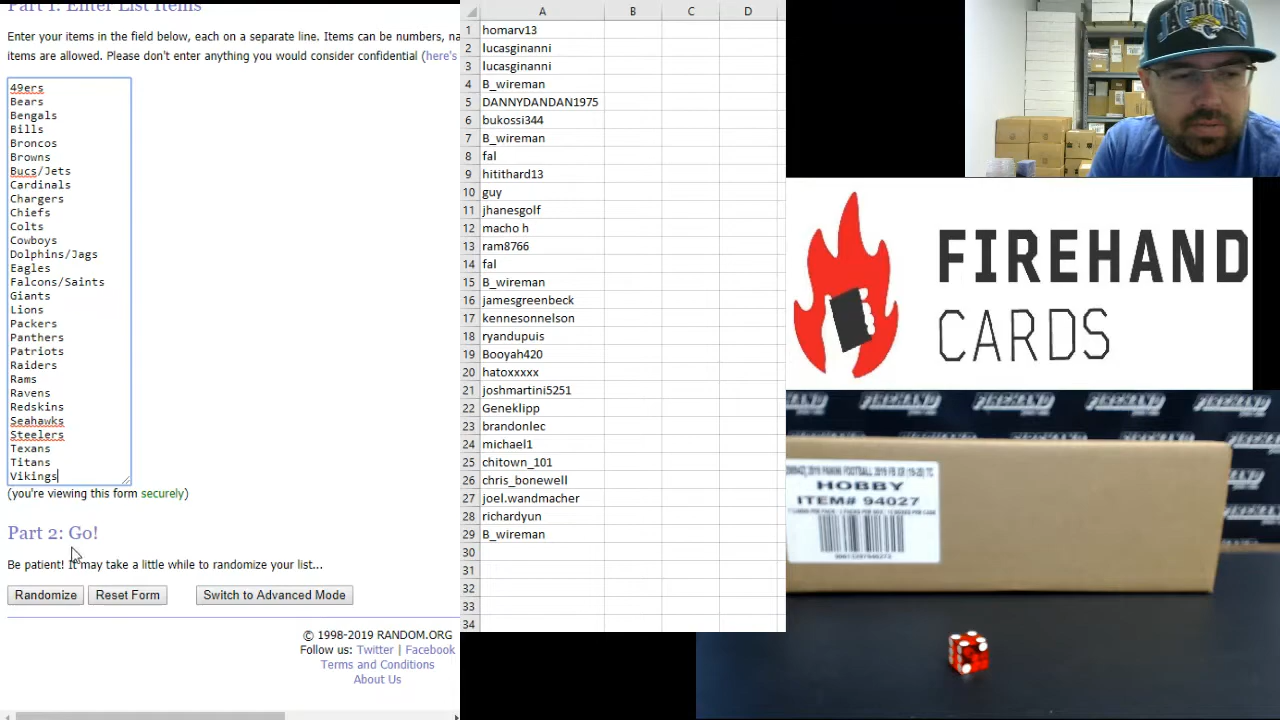 Part 1: Enter List Items
Enter your items in the field below, each on a separate line. Items can be numbers, na
items are allowed. Please don't enter anything you would consider confidential (here's
49ers
Bears
Bengals
Bills
Broncos
Browns
Bucs/Jets
Cardinals
Chargers
Chiefs
Colts
Cowboys
Dolphins/Jags
Eagles
Falcons/Saints
Giants
Lions
Packers
Panthers
Patriots
Raiders
Rams
Ravens
Redskins
Seahawks
Steelers
Texans
Titans
Vikings
(you're viewing this form securely)
Part 2: Go!
Be patient! It may take a little while to randomize your list...
Randomize Reset Form Switch to Advanced Mode
© 1998-2019 RANDOM.ORG
Follow us: Twitter | Facebook
Terms and Conditions
About Us
A B C D
1 homarv13
2 lucasginanni
3 lucasginanni
4 B_wireman
5 DANNYDANDAN1975
6 bukossi344
7 B_wireman
8 fal
9 hitithard13
10 guy
11 jhanesgolf
12 macho h
13 ram8766
14 fal
15 B_wireman
16 jamesgreenbeck
17 kennesonnelson
18 ryandupuis
19 Booyah420
20 hatoxxxxx
21 joshmartini5251
22 Geneklipp
23 brandonlec
24 michael1
25 chitown_101
26 chris_bonewell
27 joel.wandmacher
28 richardyun
29 B_wireman
30
31
32
33
34
JAGUARS
FIREHAND
CARDS
FIREHAND FIREHAND FIREHAND
HOBBY
ITEM# 94027